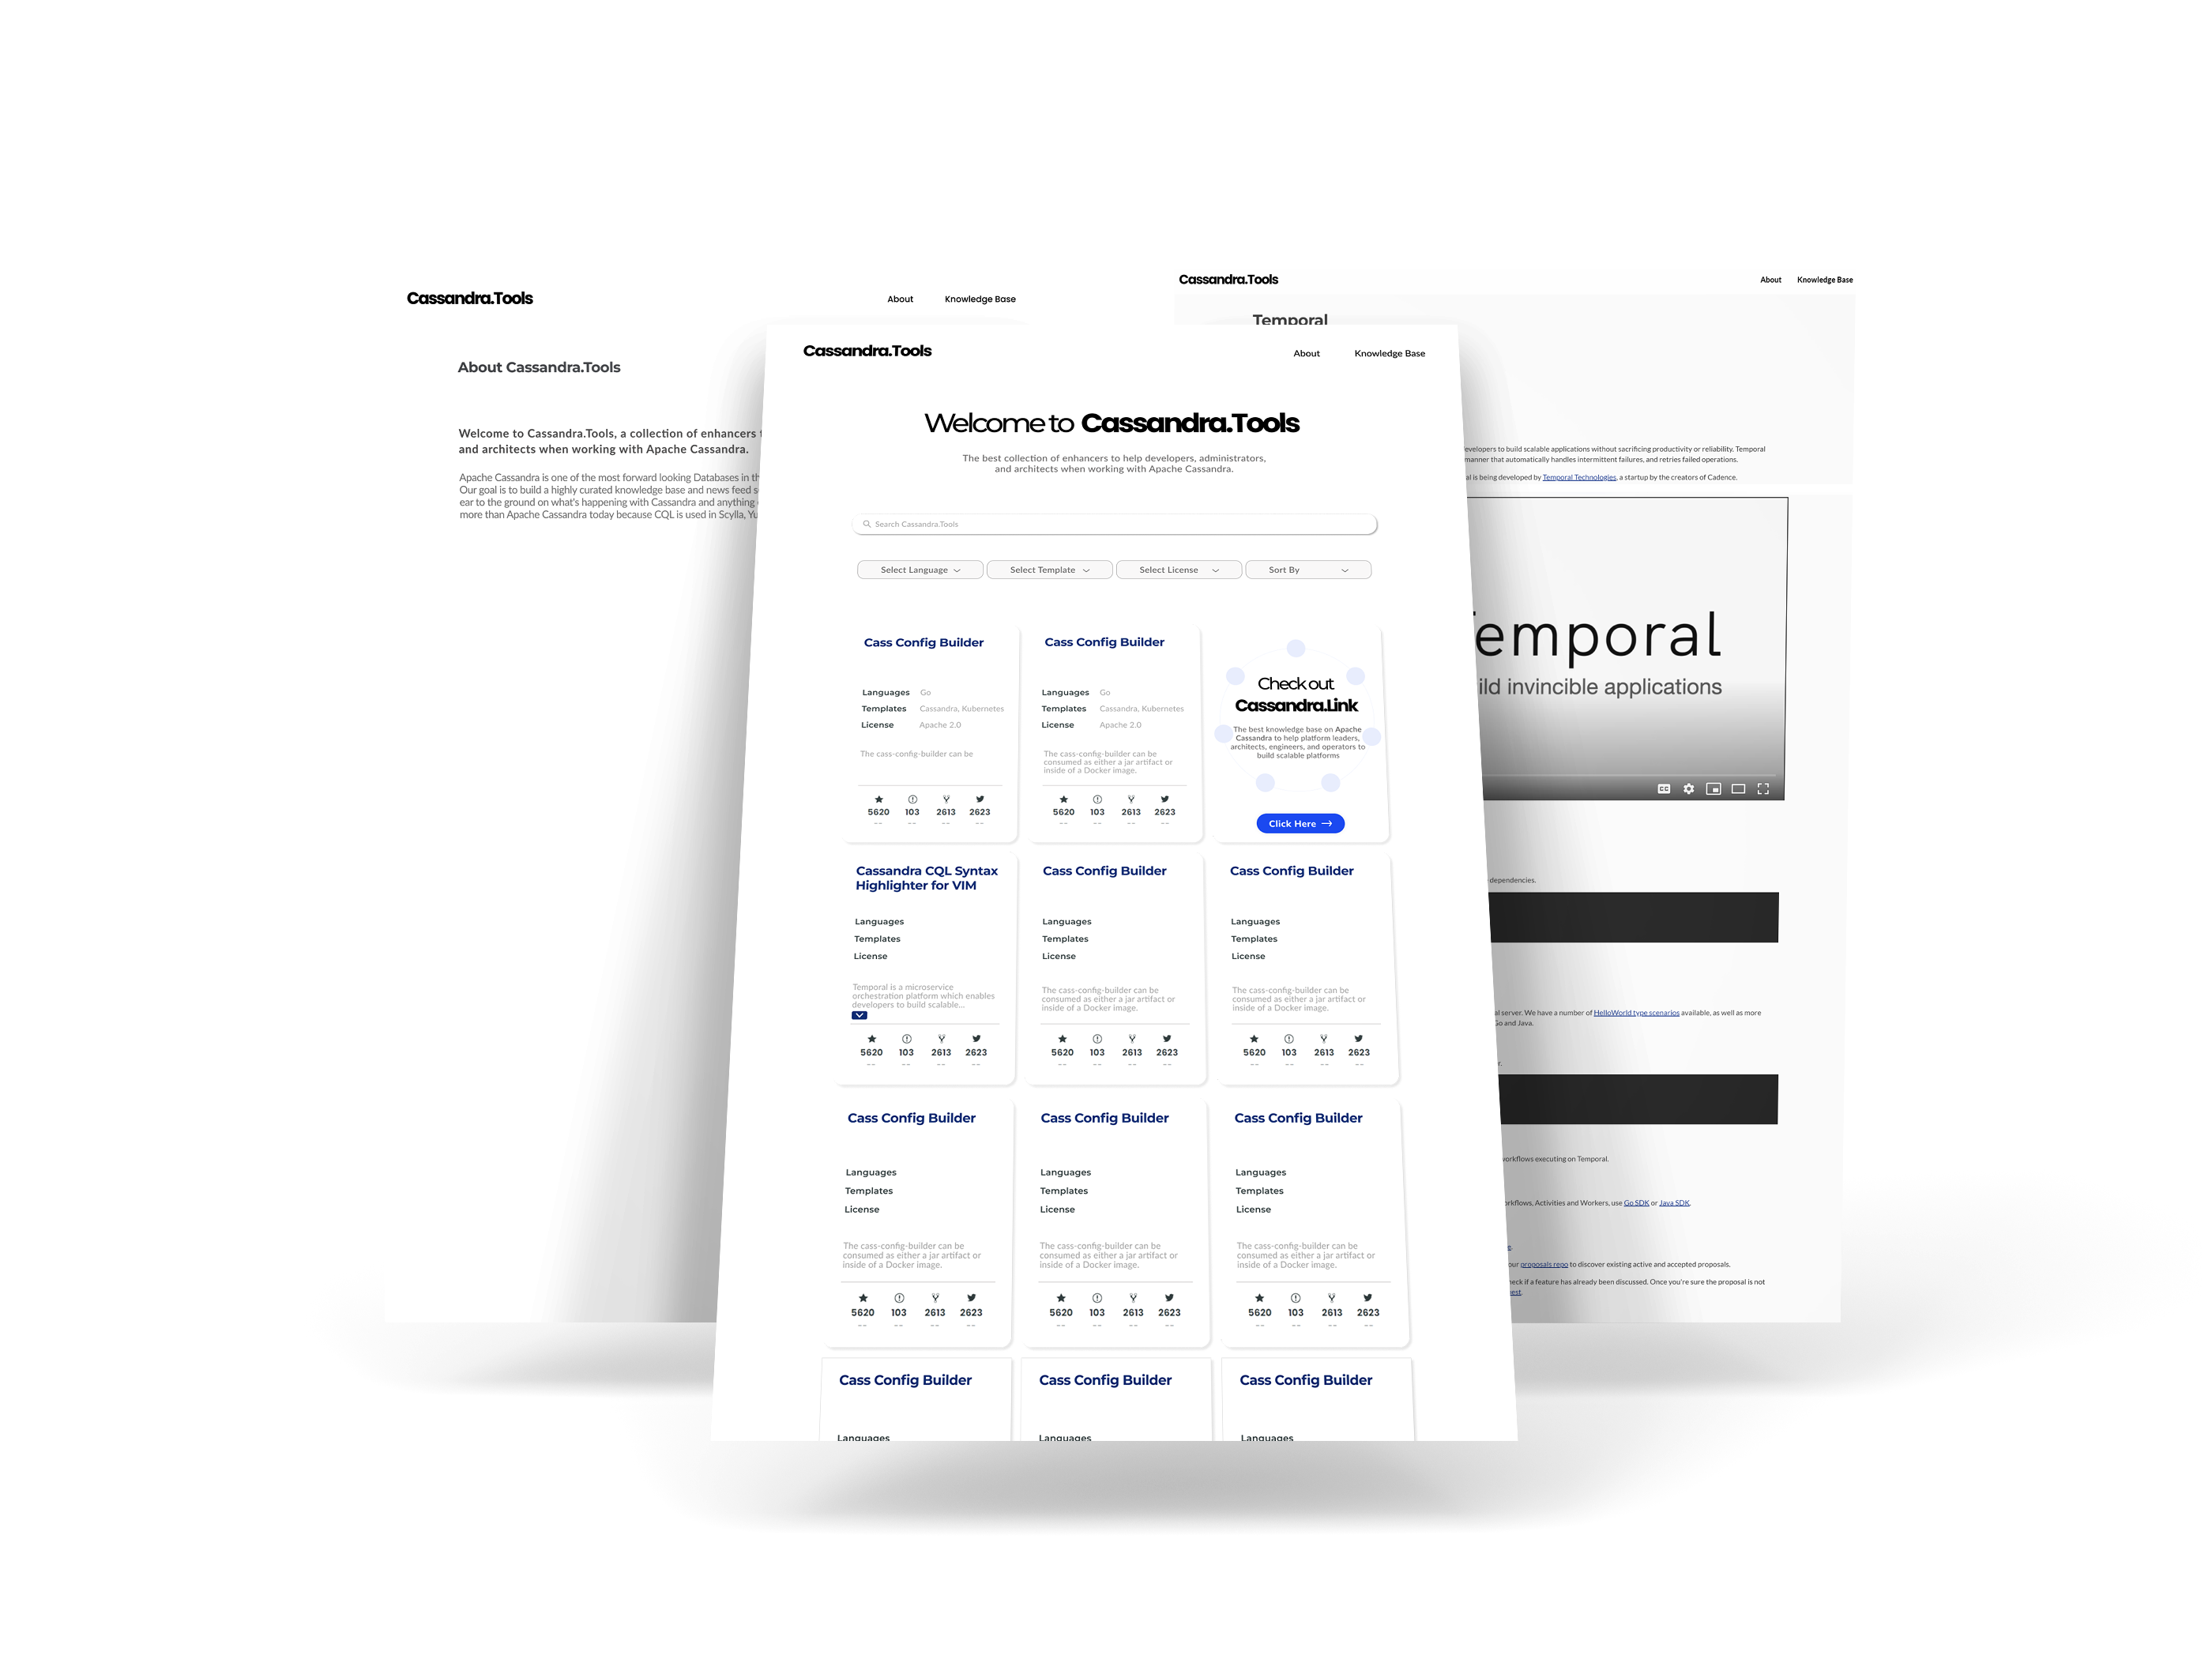 Cassandra.Tools
About Knowledge Base
About Cassandra.Tools
Welcome to Cassandra.Tools, a collection of enhancers
and architects when working with Apache Cassandra.
Apache Cassandra is one of the most forward looking Databases in
Our goal is to build a highly curated knowledge base and news feed
ear to the ground on what's happening with Cassandra and anything
more than Apache Cassandra today because CQL is used in Scylla,
Cassandra.Tools
About Knowledge Base
Welcome to Cassandra.Tools
The best collection of enhancers to help developers, administrators,
and architects when working with Apache Cassandra.
Search Cassandra.Tools
Select Language Select Template Select License Sort By
Cass Config Builder
Languages Go
Templates Cassandra, Kubernetes
License Apache 2.0
The cass-config-builder can be
5620 103 2613 2623
-- -- -- --
Cass Config Builder
Languages Go
Templates Cassandra, Kubernetes
License Apache 2.0
The cass-config-builder can be
consumed as either a jar artifact or
inside of a Docker image.
5620 103 2613 2623
-- -- -- --
Check out
Cassandra.Link
The best knowledge base on Apache
Cassandra to help platform leaders,
architects, engineers, and operators to
build scalable platforms
Click Here →
Cassandra CQL Syntax
Highlighter for VIM
Languages
Templates
License
Temporal is a microservice
orchestration platform which enables
developers to build scalable...
5620 103 2613 2623
-- -- -- --
Cass Config Builder
Languages
Templates
License
The cass-config-builder can be
consumed as either a jar artifact or
inside of a Docker image.
5620 103 2613 2623
-- -- -- --
Cass Config Builder
Languages
Templates
License
The cass-config-builder can be
consumed as either a jar artifact or
inside of a Docker image.
5620 103 2613 2623
-- -- -- --
Cass Config Builder
Languages
Templates
License
The cass-config-builder can be
consumed as either a jar artifact or
inside of a Docker image.
5620 103 2613 2623
-- -- -- --
Cass Config Builder
Languages
Templates
License
The cass-config-builder can be
consumed as either a jar artifact or
inside of a Docker image.
5620 103 2613 2623
-- -- -- --
Cass Config Builder
Languages
Templates
License
The cass-config-builder can be
consumed as either a jar artifact or
inside of a Docker image.
5620 103 2613 2623
-- -- -- --
Cass Config Builder
Languages
Cass Config Builder
Languages
Cass Config Builder
Languages
Cassandra.Tools
About Knowledge Base
Temporal
evelopers to build scalable applications without sacrificing productivity or reliability. Temporal
manner that automatically handles intermittent failures, and retries failed operations.
is being developed by Temporal Technologies, a startup by the creators of Cadence.
emporal
ild invincible applications
CC
dependencies.
server. We have a number of HelloWorld type scenarios available, as well as more
Go and Java.
workflows executing on Temporal.
rkflows, Activities and Workers, use Go SDK or Java SDK.
our proposals repo to discover existing active and accepted proposals.
heck if a feature has already been discussed. Once you're sure the proposal is not